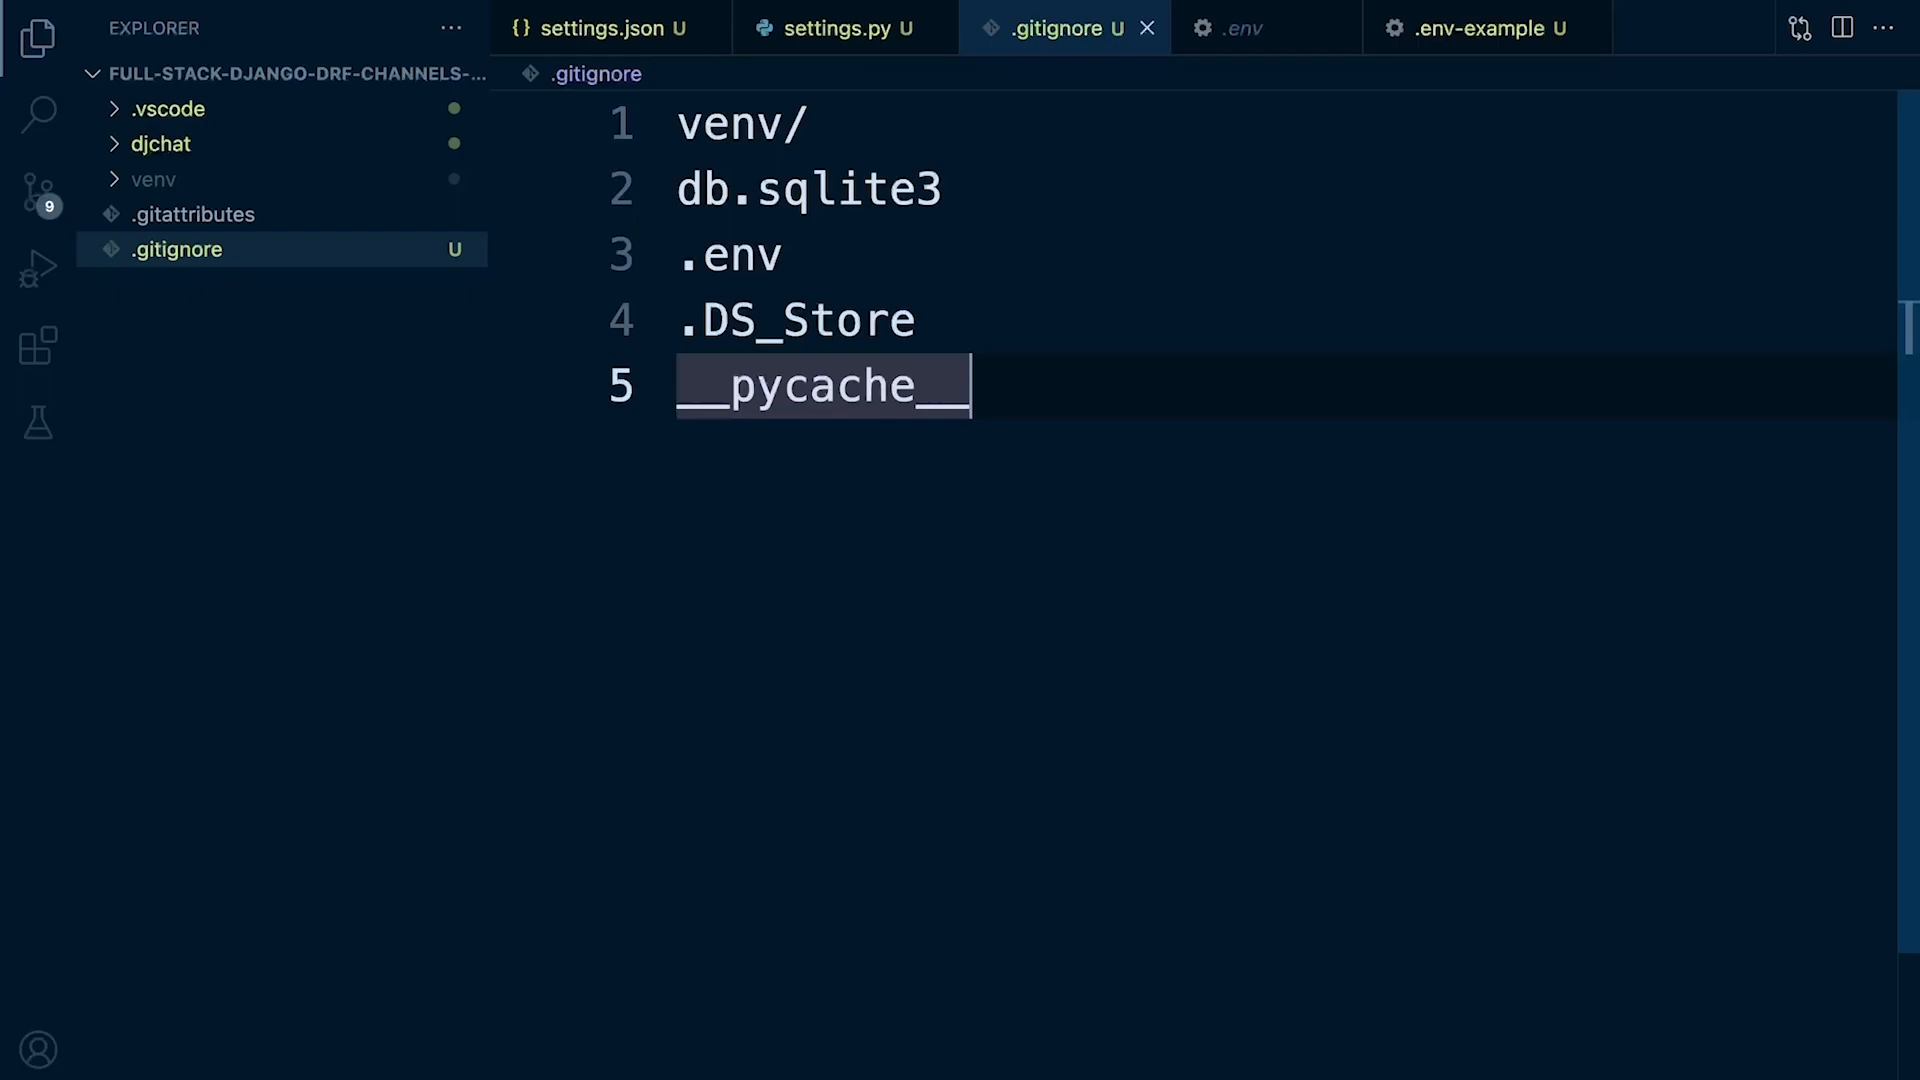 EXPLORER
FULL-STACK-DJANGO-DRF-CHANNELS-...
.vscode
djchat
venv
.gitattributes
.gitignore U
9
{} settings.json U
settings.py U
.gitignore U
.env
.env-example U
.gitignore
1 venv/
2 db.sqlite3
3 .env
4 .DS_Store
5 __pycache__